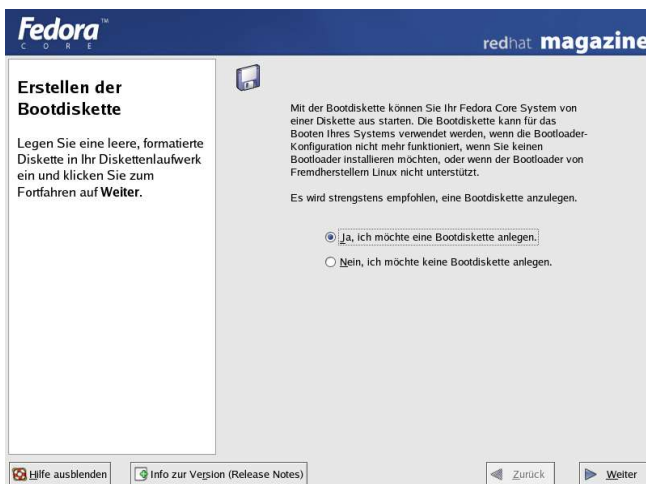 Fedora™
CORE
redhat magazine
Erstellen der
Bootdiskette
Legen Sie eine leere, formatierte
Diskette in Ihr Diskettenlaufwerk
ein und klicken Sie zum
Fortfahren auf Weiter.
Mit der Bootdiskette können Sie Ihr Fedora Core System von
einer Diskette aus starten. Die Bootdiskette kann für das
Booten Ihres Systems verwendet werden, wenn die Bootloader-
Konfiguration nicht mehr funktioniert, wenn Sie keinen
Bootloader installieren möchten, oder wenn der Bootloader von
Fremdherstellern Linux nicht unterstützt.
Es wird strengstens empfohlen, eine Bootdiskette anzulegen.
Ja, ich möchte eine Bootdiskette anlegen.
Nein, ich möchte keine Bootdiskette anlegen.
Hilfe ausblenden
Info zur Version (Release Notes)
Zurück
Weiter